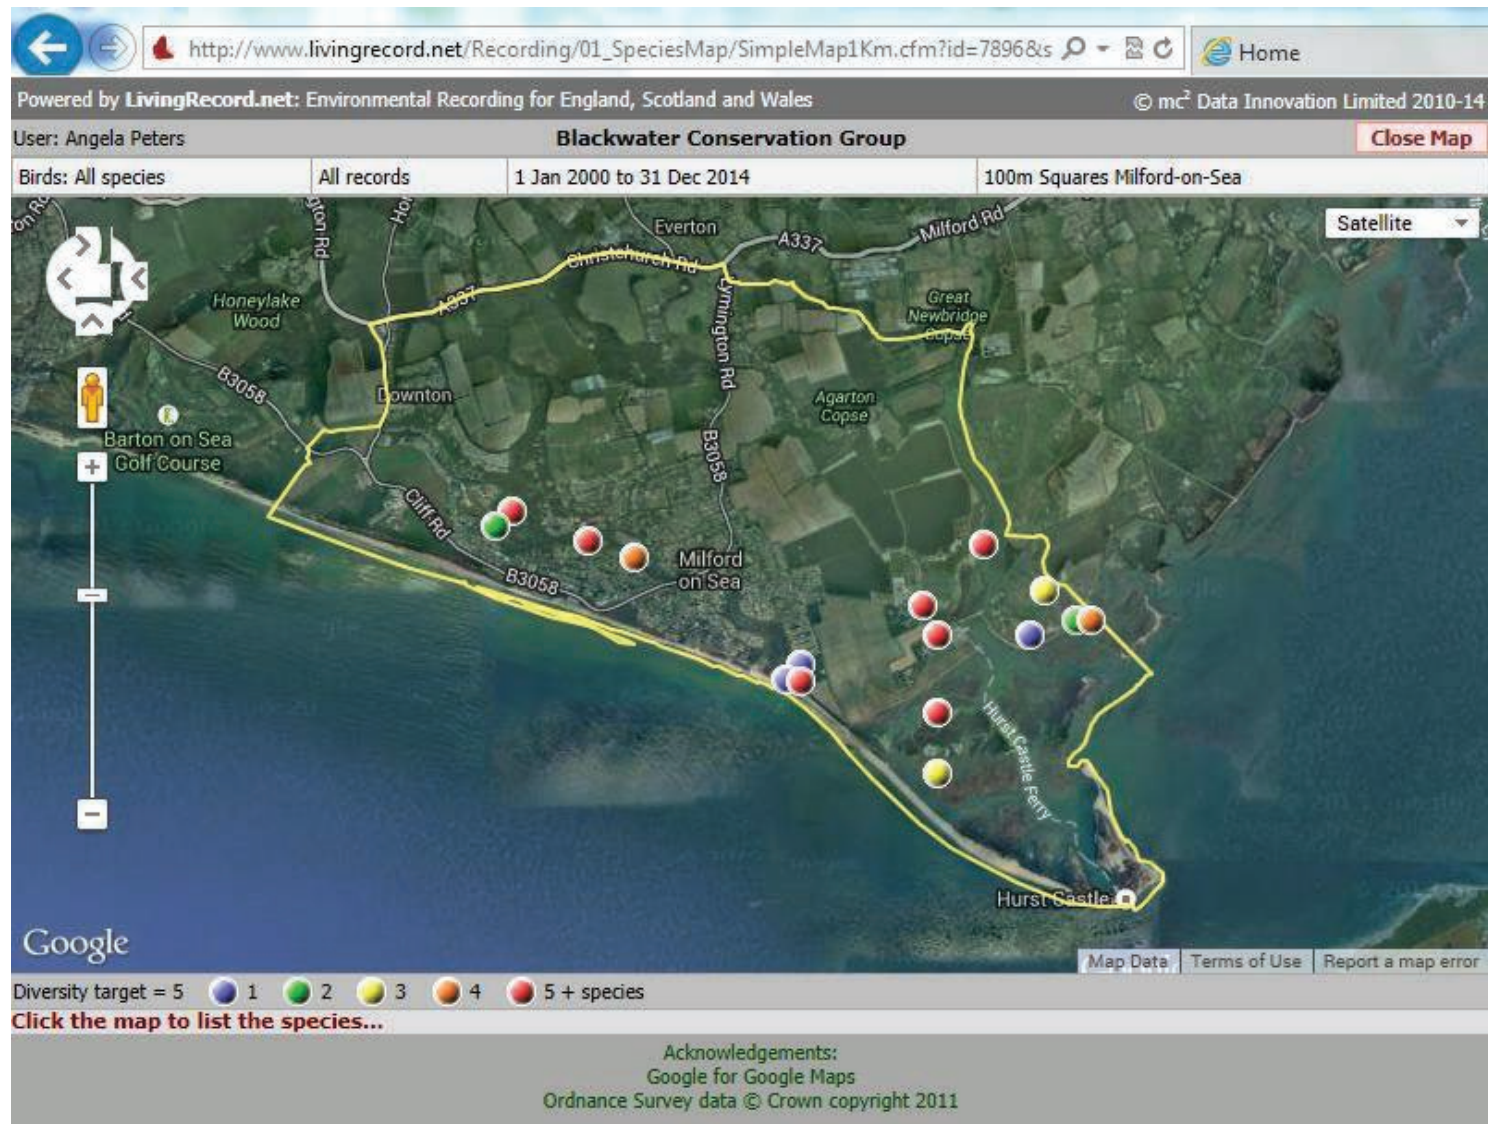 http://www.livingrecord.net/Recording/01_SpeciesMap/SimpleMap1Km.cfm?id=7896&s
Home
Powered by LivingRecord.net: Environmental Recording for England, Scotland and Wales
© mc² Data Innovation Limited 2010-14
User: Angela Peters
Blackwater Conservation Group
Close Map
Birds: All species
All records
1 Jan 2000 to 31 Dec 2014
100m Squares Milford-on-Sea
Satellite
Everton
A337
Milford Rd
Christchurch Rd
A337
Honeylake
Wood
Great
Newbridge
Copse
Lymington Rd
B3058
Downton
Agarton
Copse
Barton on Sea
Golf Course
B3058
Cliff Rd
Milford
on Sea
B3058
Hurst Castle Ferry
Hurst Castle
Google
Map Data
Terms of Use
Report a map error
Diversity target = 5 1 2 3 4 5 + species
Click the map to list the species...
Acknowledgements:
Google for Google Maps
Ordnance Survey data © Crown copyright 2011